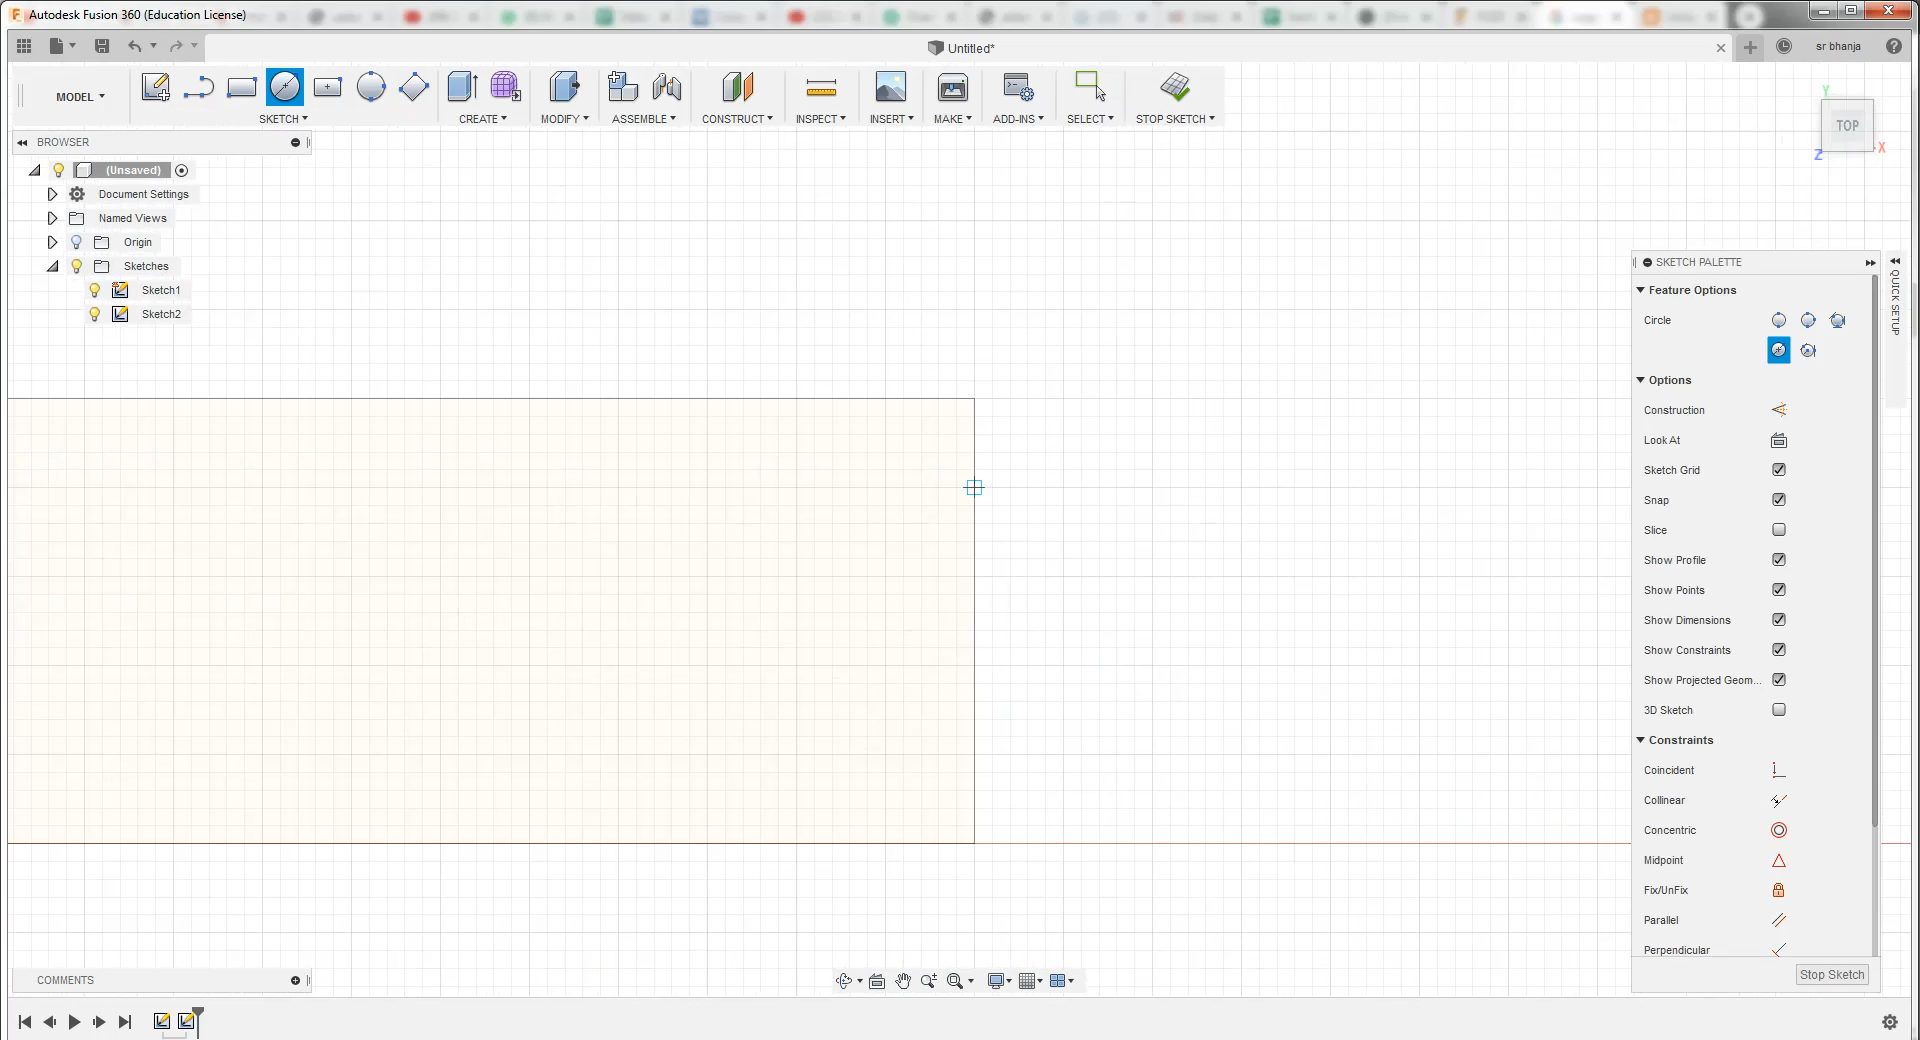 Autodesk Fusion 360 (Education License)
Untitled*
sr bhanja
MODEL
SKETCH
CREATE
MODIFY
ASSEMBLE
CONSTRUCT
INSPECT
INSERT
MAKE
ADD-INS
SELECT
STOP SKETCH
Y
TOP
X
Z
BROWSER
(Unsaved)
Document Settings
Named Views
Origin
Sketches
Sketch1
Sketch2
SKETCH PALETTE
QUICK SETUP
Feature Options
Circle
Options
Construction
Look At
Sketch Grid
Snap
Slice
Show Profile
Show Points
Show Dimensions
Show Constraints
Show Projected Geom...
3D Sketch
Constraints
Coincident
Collinear
Concentric
Midpoint
Fix/UnFix
Parallel
Perpendicular
Stop Sketch
COMMENTS